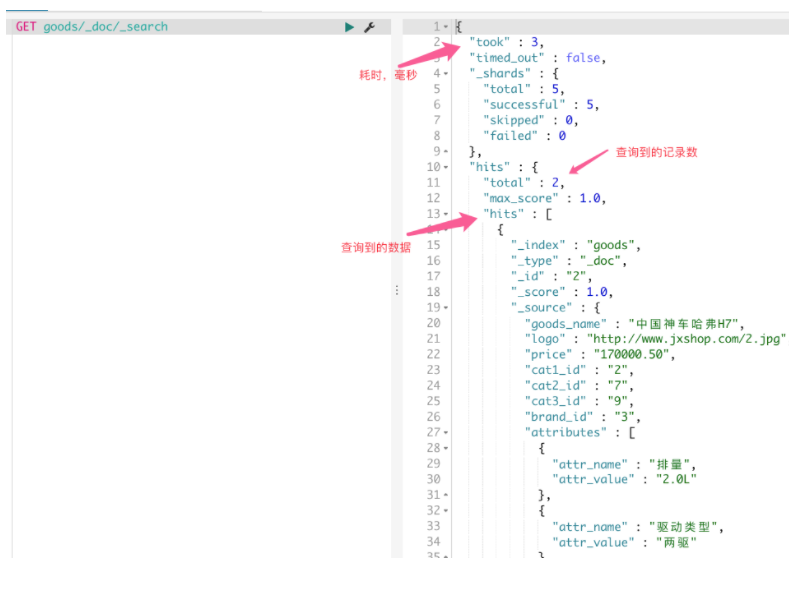 GET goods/_doc/_search
1 {
2 "took" : 3,
3 "timed_out" : false,
耗时，毫秒
4 "_shards" : {
5 "total" : 5,
6 "successful" : 5,
7 "skipped" : 0,
8 "failed" : 0
9 },
查询到的记录数
10 "hits" : {
11 "total" : 2,
12 "max_score" : 1.0,
13 "hits" : [
14 {
查询到的数据
15 "_index" : "goods",
16 "_type" : "_doc",
17 "_id" : "2",
18 "_score" : 1.0,
19 "_source" : {
20 "goods_name" : "中国神车哈弗H7",
21 "logo" : "http://www.jxshop.com/2.jpg"
22 "price" : "170000.50",
23 "cat1_id" : "2",
24 "cat2_id" : "7",
25 "cat3_id" : "9",
26 "brand_id" : "3",
27 "attributes" : [
28 {
29 "attr_name" : "排量",
30 "attr_value" : "2.0L"
31 },
32 {
33 "attr_name" : "驱动类型",
34 "attr_value" : "两驱"
35 }